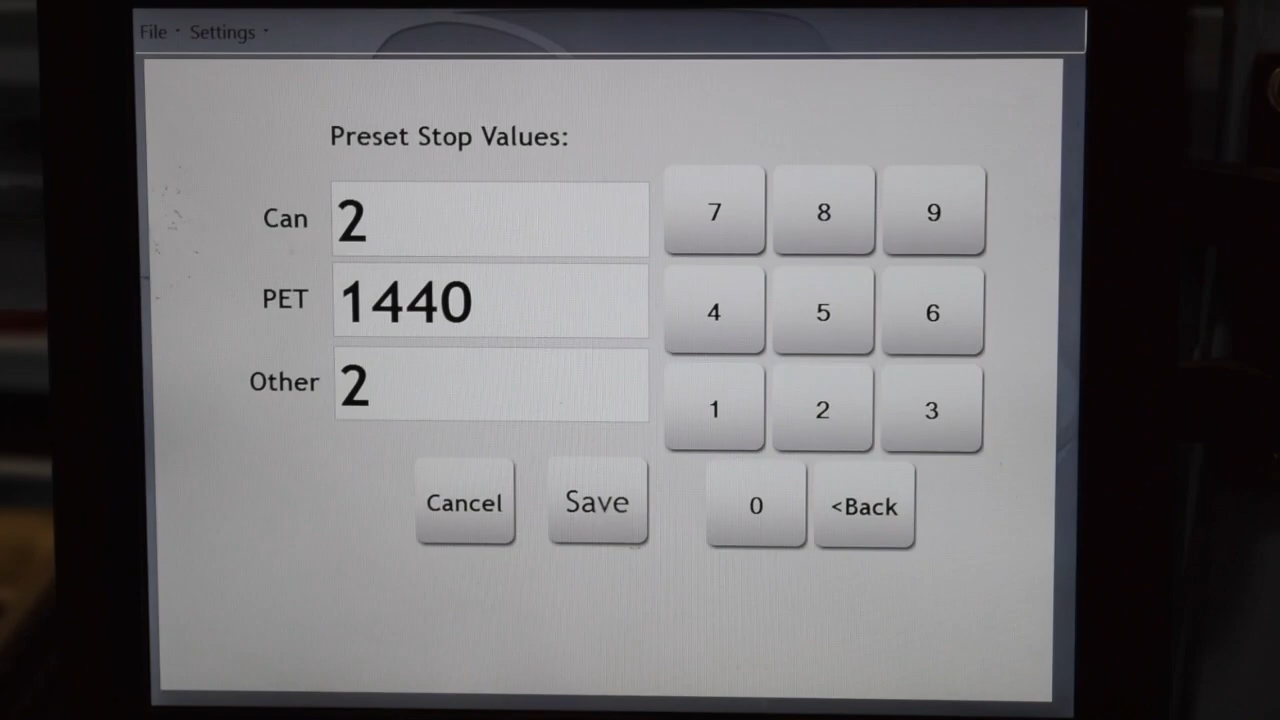 File · Settings ·
Preset Stop Values:
Can 2
PET 1440
Other 2
7 8 9
4 5 6
1 2 3
Cancel Save 0 <Back